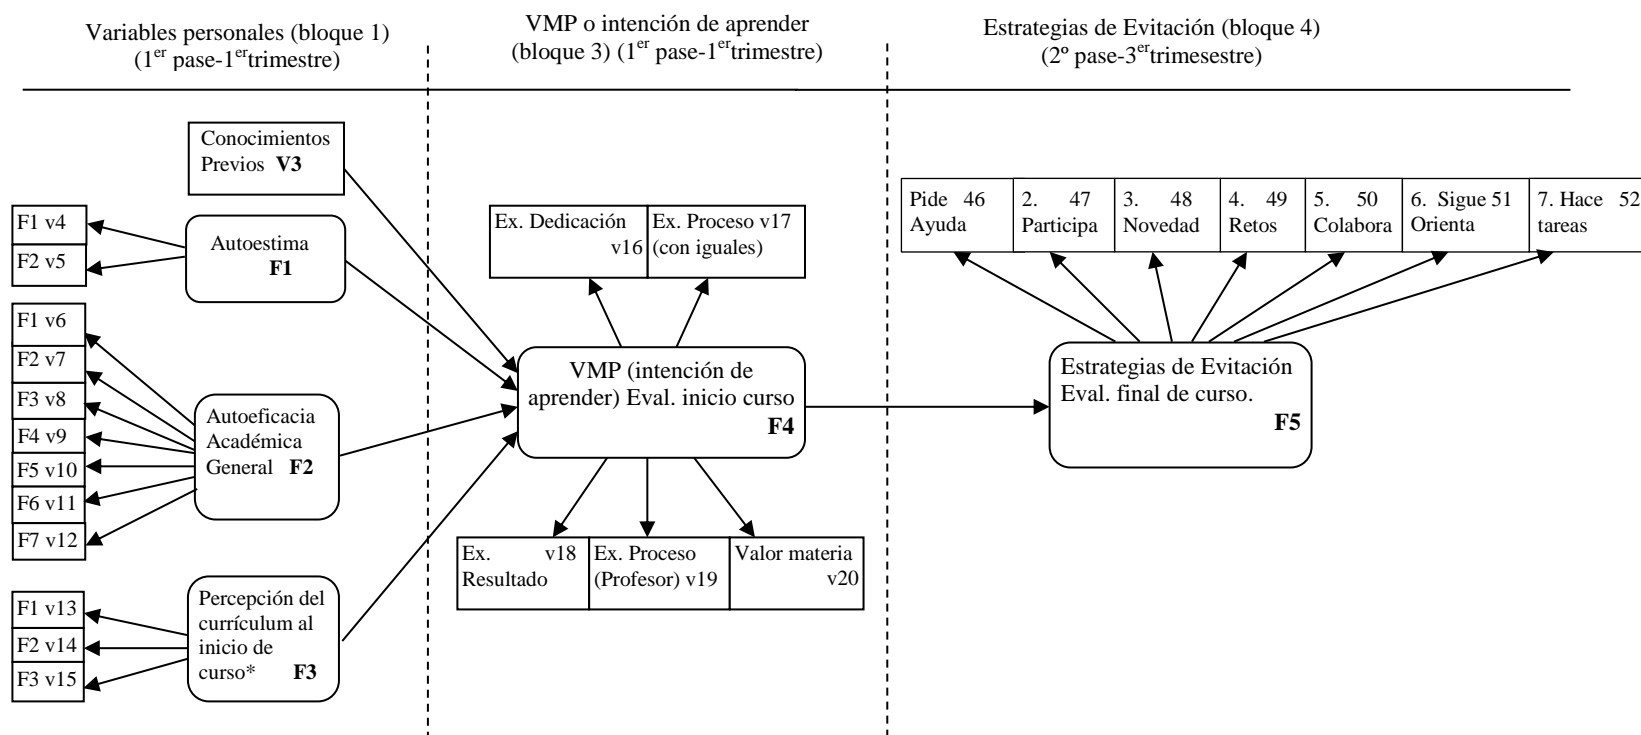 Variables personales (bloque 1)
(1er pase-1ertrimestre)
VMP o intención de aprender
(bloque 3) (1er pase-1ertrimestre)
Estrategias de Evitación (bloque 4)
(2º pase-3ertrimesestre)
Conocimientos
Previos V3
F1 v4
F2 v5
Autoestima
F1
F1 v6
F2 v7
F3 v8
F4 v9
F5 v10
F6 v11
F7 v12
Autoeficacia
Académica
General F2
F1 v13
F2 v14
F3 v15
Percepción del
currículum al
inicio de
curso* F3
Ex. Dedicación
v16
Ex. Proceso v17
(con iguales)
VMP (intención de
aprender) Eval. inicio curso
F4
Ex. v18
Resultado
Ex. Proceso
(Profesor) v19
Valor materia
v20
Pide 46
Ayuda
2. 47
Participa
3. 48
Novedad
4. 49
Retos
5. 50
Colabora
6. Sigue 51
Orienta
7. Hace 52
tareas
Estrategias de Evitación
Eval. final de curso.
F5